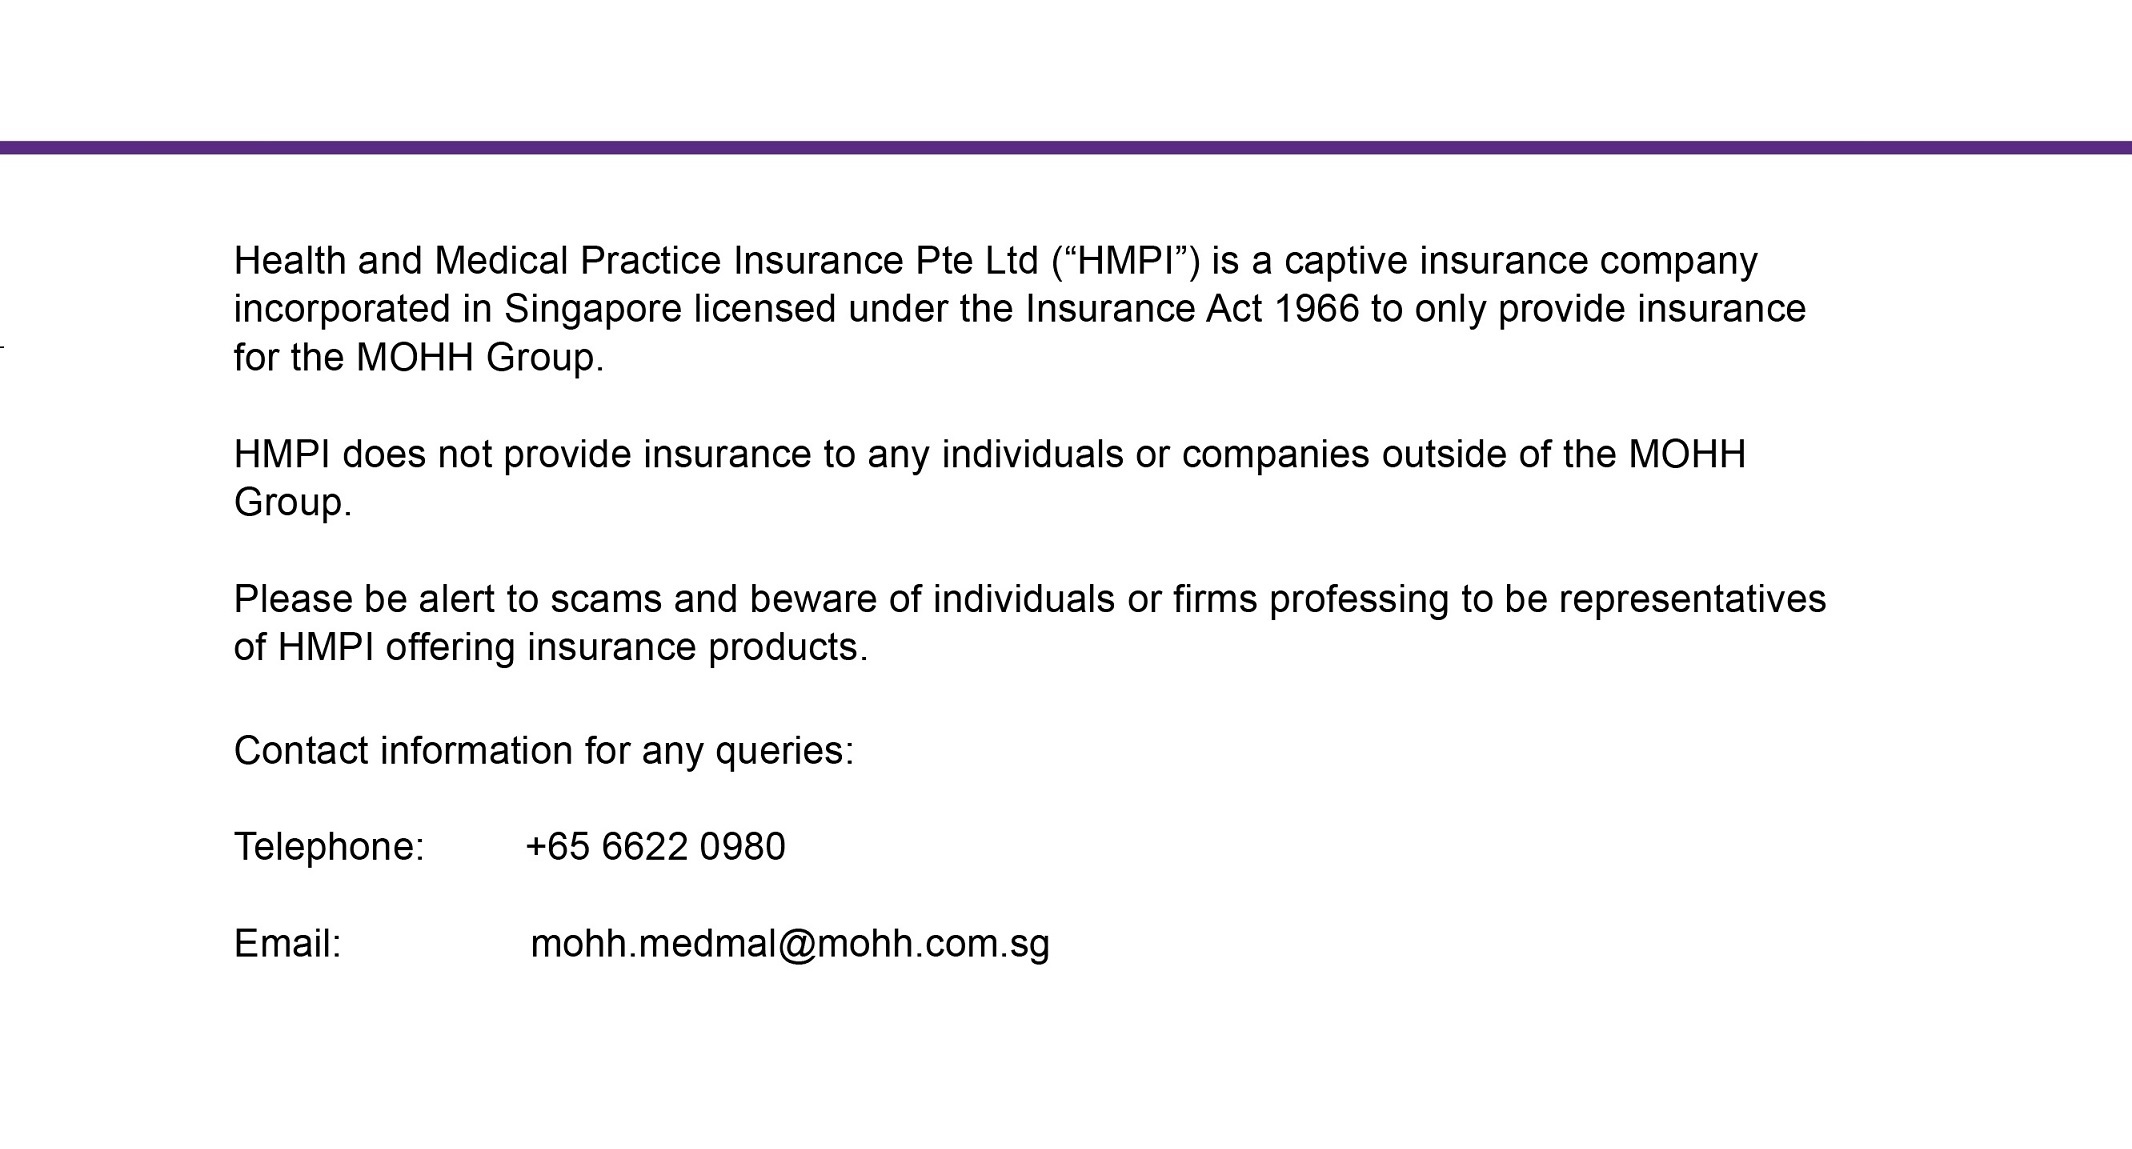 Health and Medical Practice Insurance Pte Ltd (“HMPI”) is a captive insurance company
incorporated in Singapore licensed under the Insurance Act 1966 to only provide insurance
for the MOHH Group.
HMPI does not provide insurance to any individuals or companies outside of the MOHH
Group.
Please be alert to scams and beware of individuals or firms professing to be representatives
of HMPI offering insurance products.
Contact information for any queries:
Telephone: +65 6622 0980
Email: mohh.medmal@mohh.com.sg